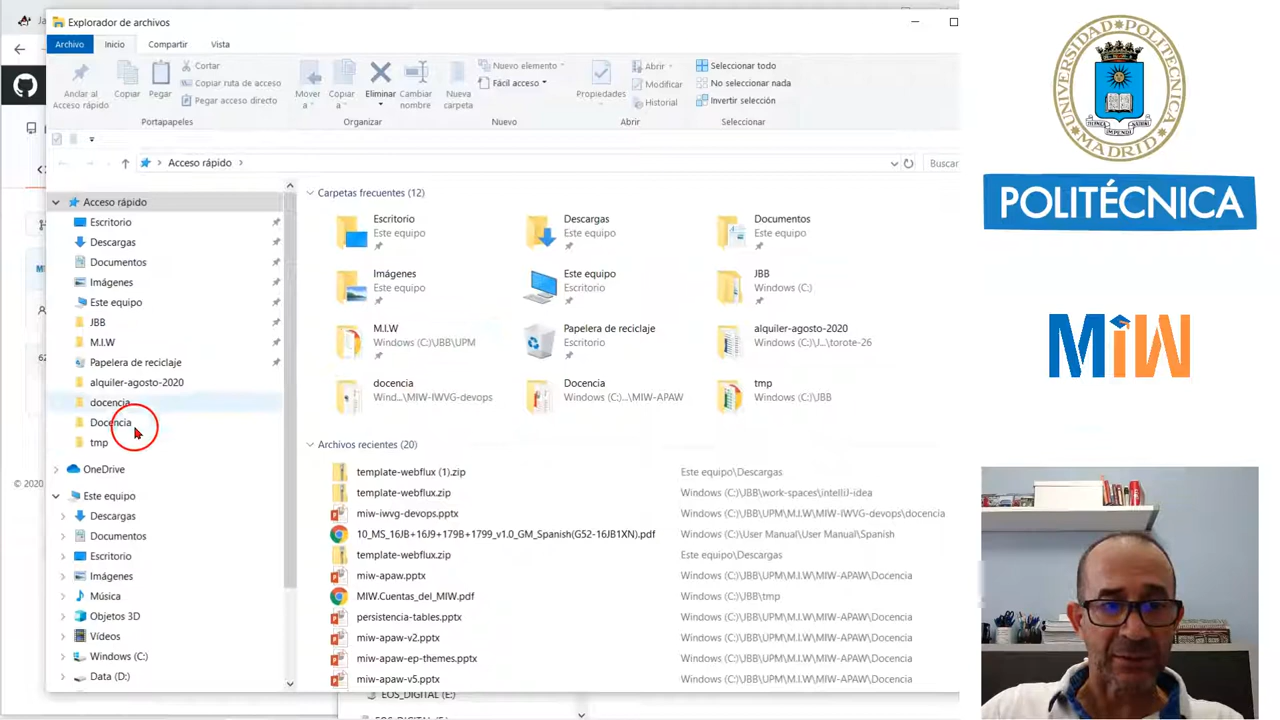 Explorador de archivos
Archivo Inicio Compartir Vista
Andar al Acceso rápido
Copiar
Pegar
Cortar
Copiar ruta de acceso
Pegar acceso directo
Portapapeles
Mover a
Copiar a
Eliminar
Cambiar nombre
Organizar
Nueva carpeta
Nuevo elemento
Fácil acceso
Nuevo
Propiedades
Abrir
Modificar
Historial
Abrir
Seleccionar todo
No seleccionar nada
Invertir selección
Seleccionar
Acceso rápido
Buscar
Acceso rápido
Escritorio
Descargas
Documentos
Imágenes
Este equipo
JBB
M.I.W
Papelera de reciclaje
alquiler-agosto-2020
docencia
Docencia
tmp
OneDrive
Este equipo
Descargas
Documentos
Escritorio
Imágenes
Música
Objetos 3D
Vídeos
Windows (C:)
Data (D:)
Carpetas frecuentes (12)
Escritorio
Este equipo
Descargas
Este equipo
Documentos
Este equipo
Imágenes
Este equipo
Este equipo
Escritorio
JBB
Windows (C:)
M.I.W
Windows (C:)\JBB\UPM
Papelera de reciclaje
Escritorio
alquiler-agosto-2020
Windows (C:)\J...\torote-26
docencia
Wind...\MIW-IWVG-devops
Docencia
Windows (C:)...\MIW-APAW
tmp
Windows (C:)\JBB
Archivos recientes (20)
template-webflux (1).zip Este equipo\Descargas
template-webflux.zip Windows (C:)\JBB\work-spaces\intelliJ-idea
miw-iwvg-devops.pptx Windows (C:)\JBB\UPM\M.I.W\MIW-IWVG-devops\docencia
10_MS_16JB+16J9+179B+1799_v1.0_GM_Spanish(G52-16JB1XN).pdf Windows (C:)\User Manual\User Manual\Spanish
template-webflux.zip Este equipo\Descargas
miw-apaw.pptx Windows (C:)\JBB\UPM\M.I.W\MIW-APAW\Docencia
MIW.Cuentas_del_MIW.pdf Windows (C:)\JBB\tmp
persistencia-tables.pptx Windows (C:)\JBB\UPM\M.I.W\MIW-APAW\Docencia
miw-apaw-v2.pptx Windows (C:)\JBB\UPM\M.I.W\MIW-APAW\Docencia
miw-apaw-ep-themes.pptx Windows (C:)\JBB\UPM\M.I.W\MIW-APAW\Docencia
miw-apaw-v5.pptx Windows (C:)\JBB\UPM\M.I.W\MIW-APAW\Docencia
EOS_DIGITAL (E:)
© 2020
UNIVERSIDAD POLITÉCNICA
MADRID
POLITÉCNICA
MiW